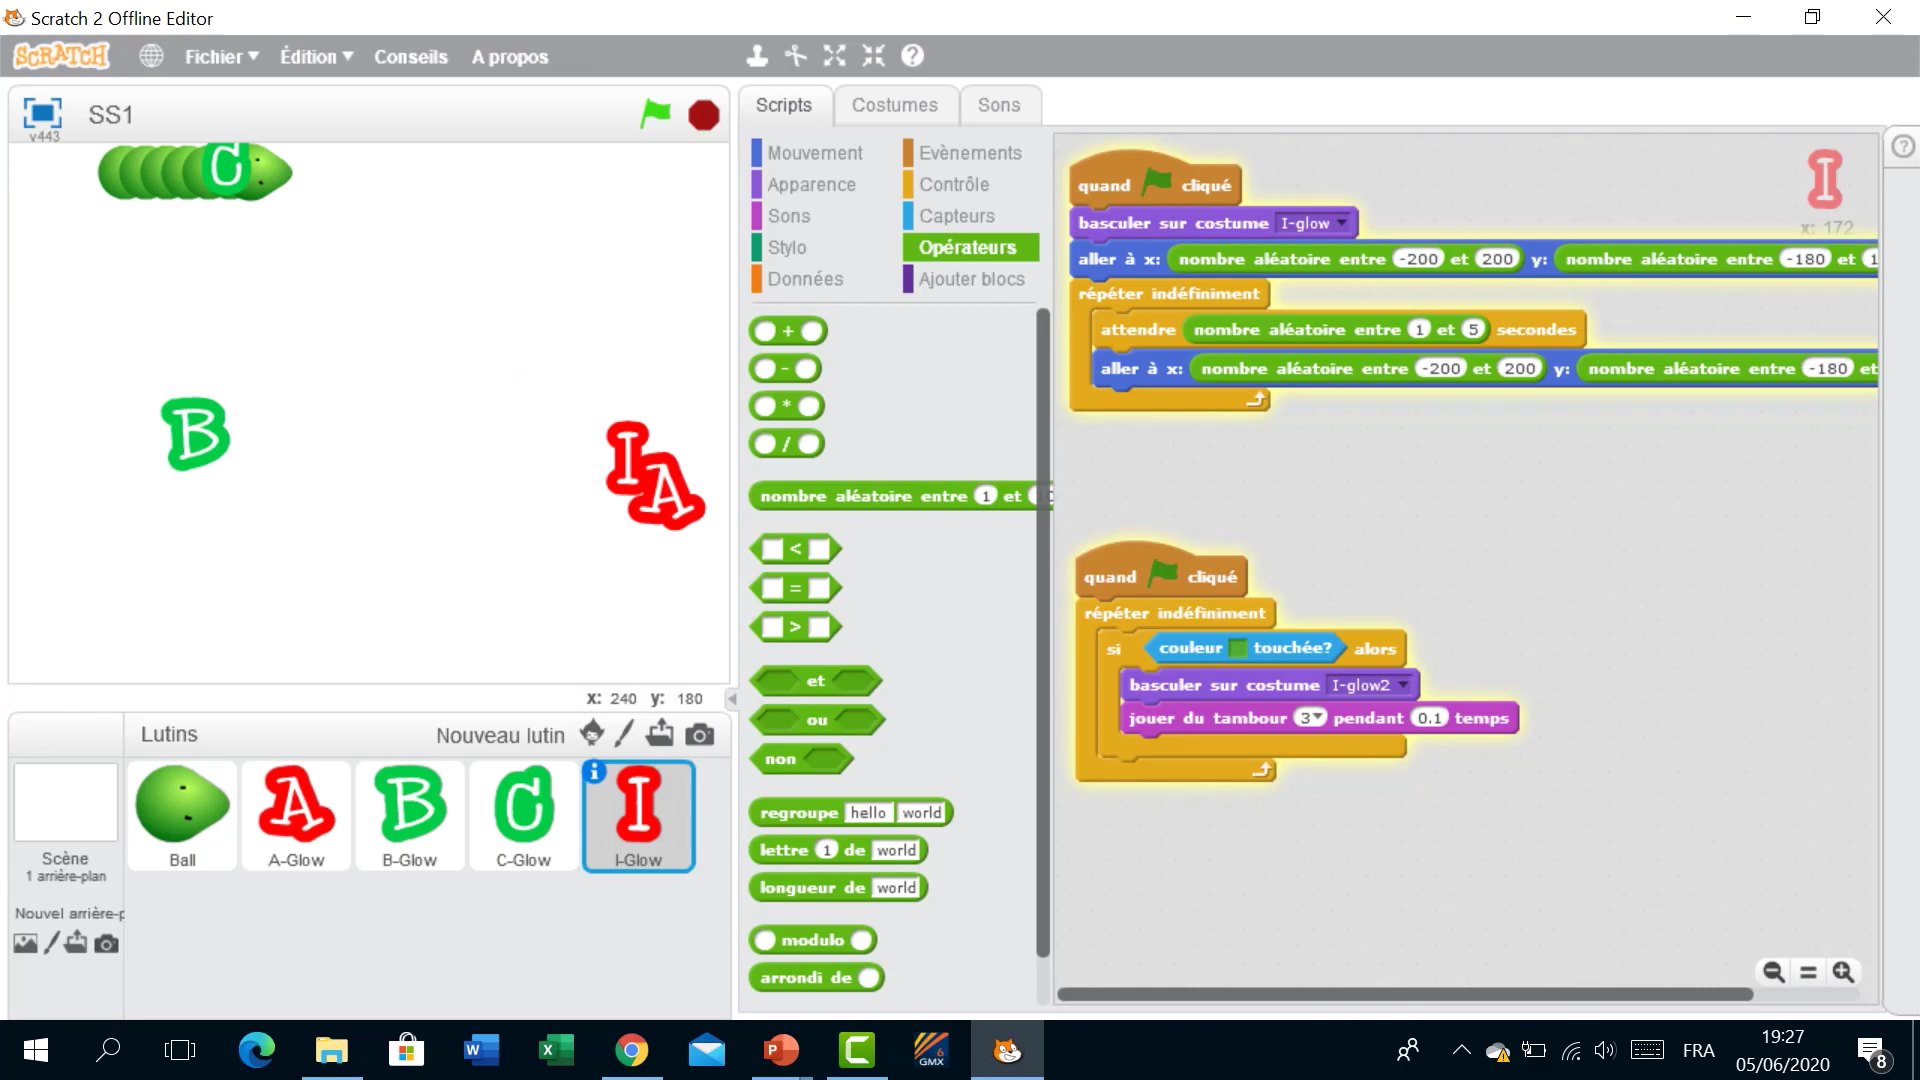 Scratch 2 Offline Editor
SCRATCH Fichier Édition Conseils A propos
v443 SS1
C
B
I
A
x: 240 y: 180
Lutins Nouveau lutin
Ball A-Glow B-Glow C-Glow I-Glow
A B C I
Scène
1 arrière-plan
Nouvel arrière-p
Scripts Costumes Sons
Mouvement Evènements
Apparence Contrôle
Sons Capteurs
Stylo Opérateurs
Données Ajouter blocs
+
-
*
/
nombre aléatoire entre 1 et
<
=
>
et
ou
non
regroupe hello world
lettre 1 de world
longueur de world
modulo
arrondi de
quand cliqué
basculer sur costume I-glow
aller à x: nombre aléatoire entre -200 et 200 y: nombre aléatoire entre -180 et 1
répéter indéfiniment
attendre nombre aléatoire entre 1 et 5 secondes
aller à x: nombre aléatoire entre -200 et 200 y: nombre aléatoire entre -180 et
I
x: 172
quand cliqué
répéter indéfiniment
si couleur touchée? alors
basculer sur costume I-glow2
jouer du tambour 3 pendant 0.1 temps
=
?
W X P C 6 GMX
FRA
19:27
05/06/2020
8